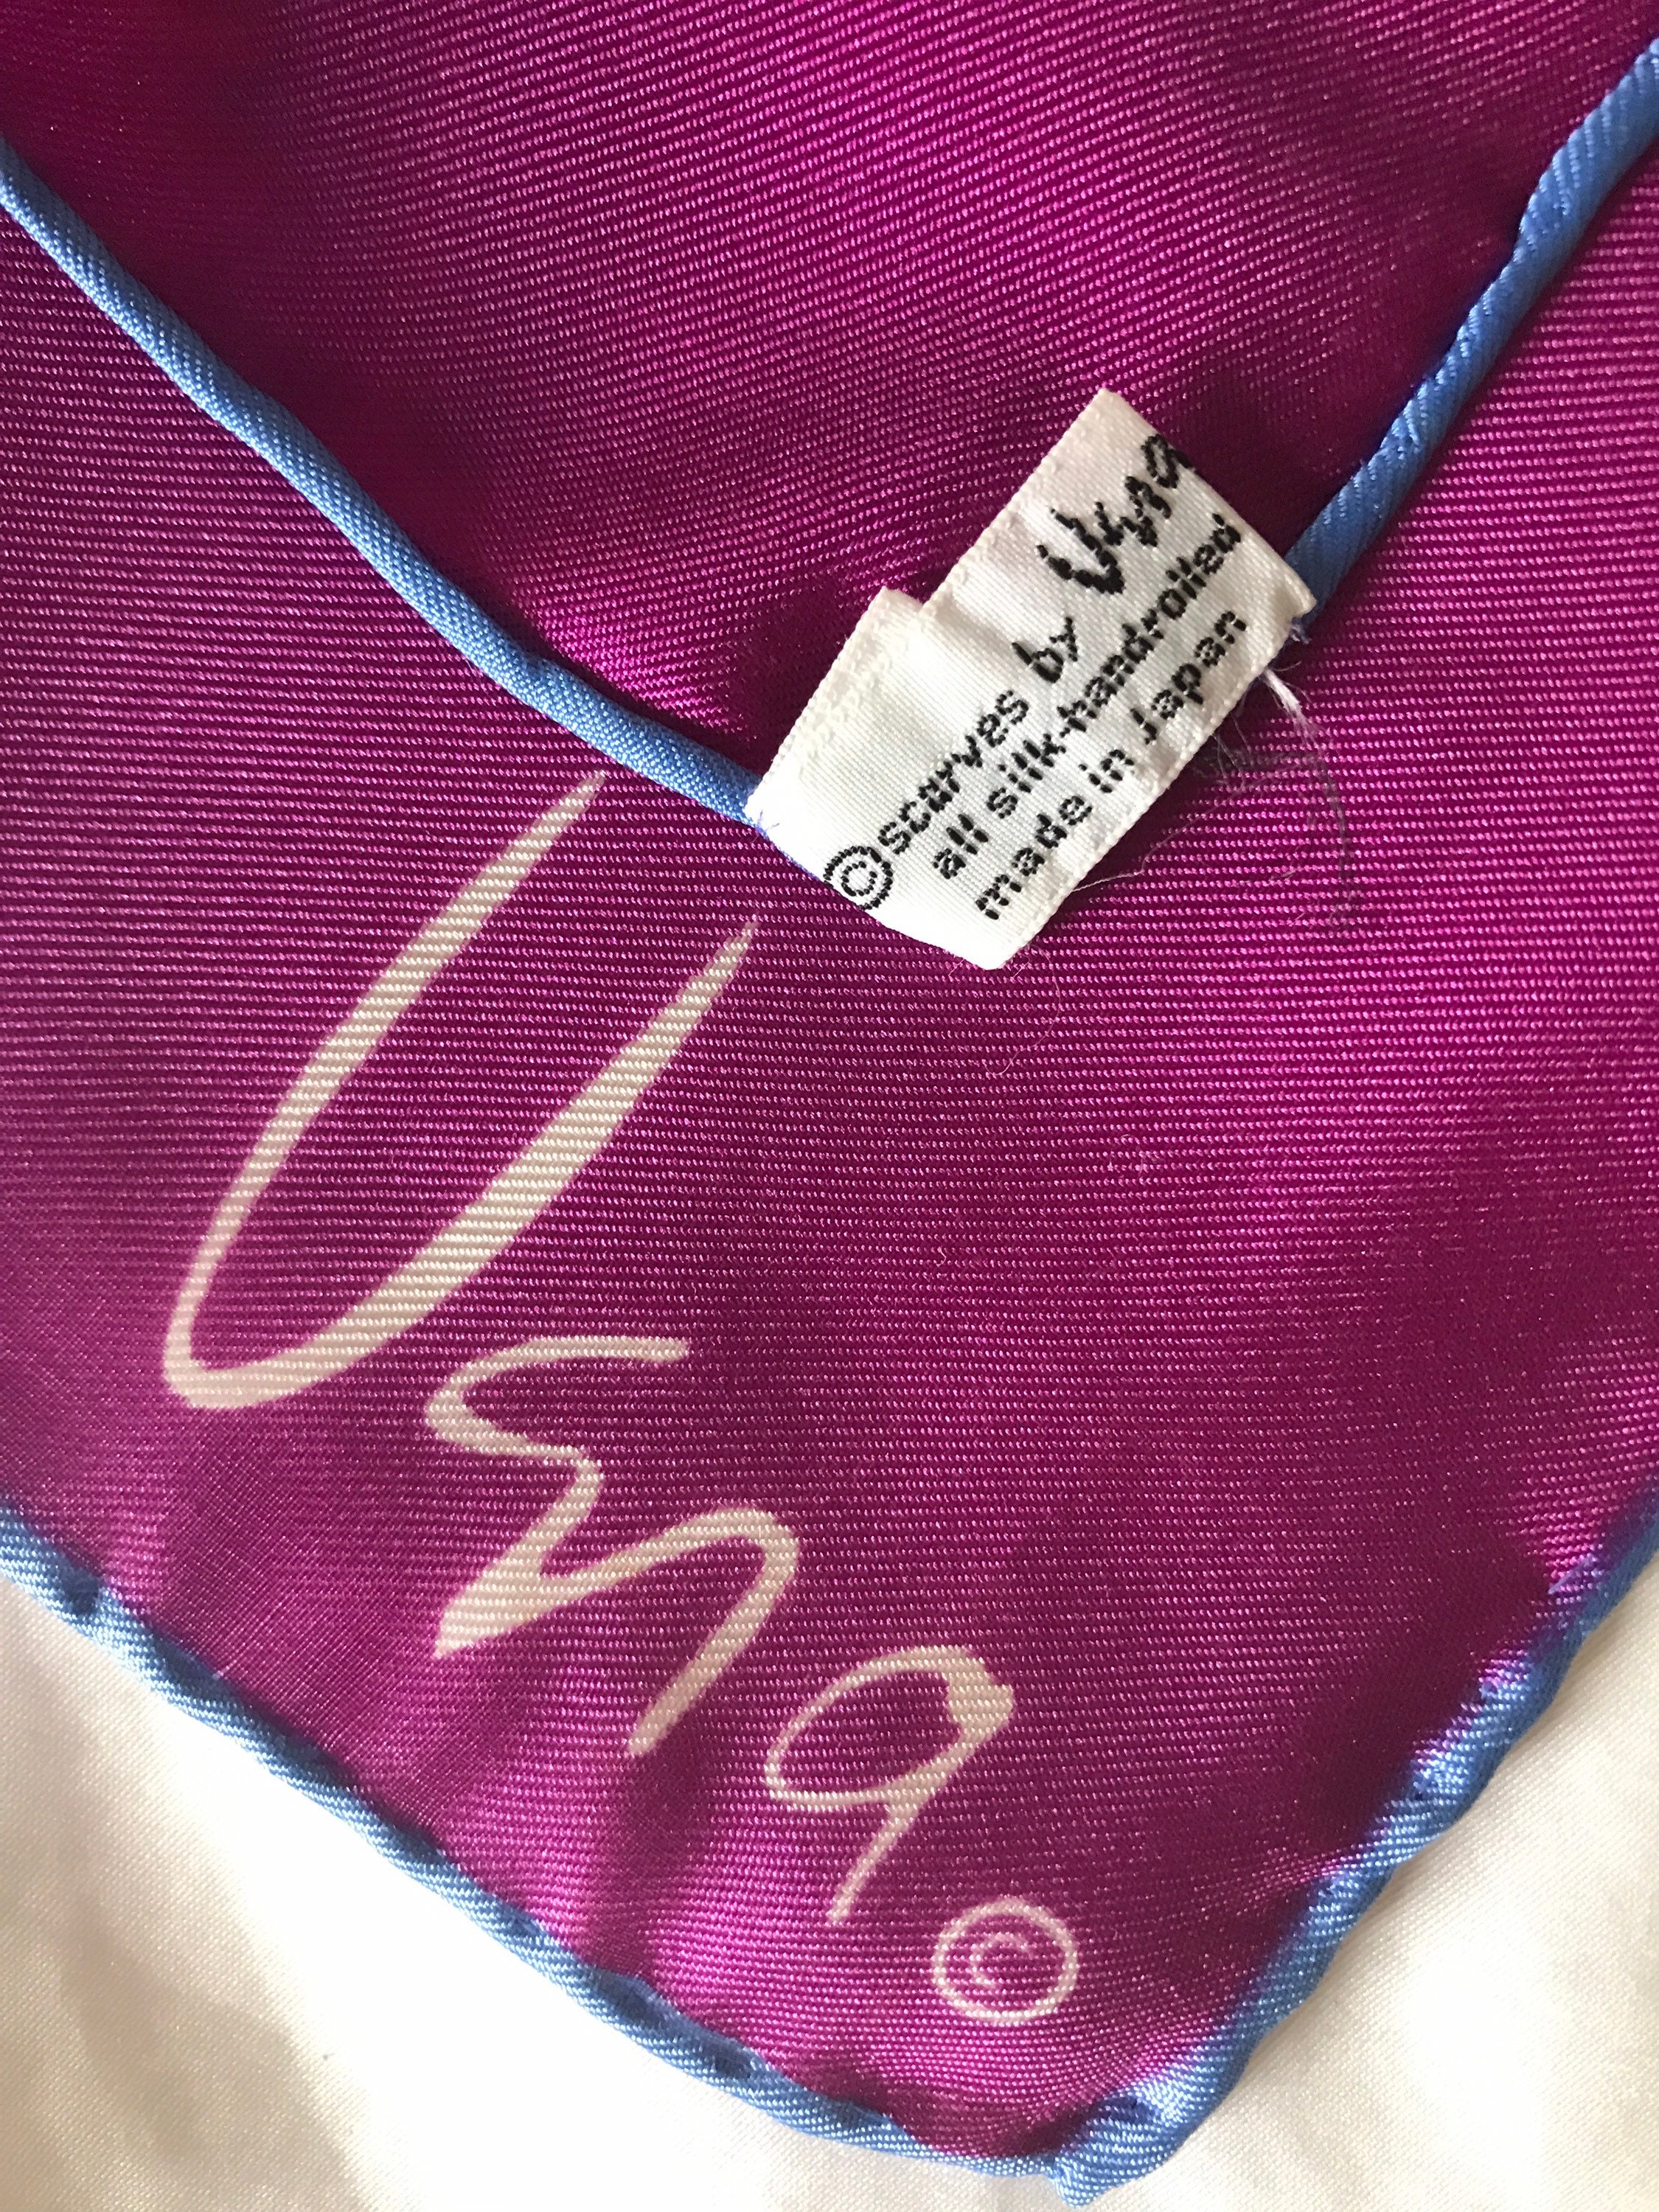 © scarves by Vera
all silk-handrolled
made in Japan
Vera ©